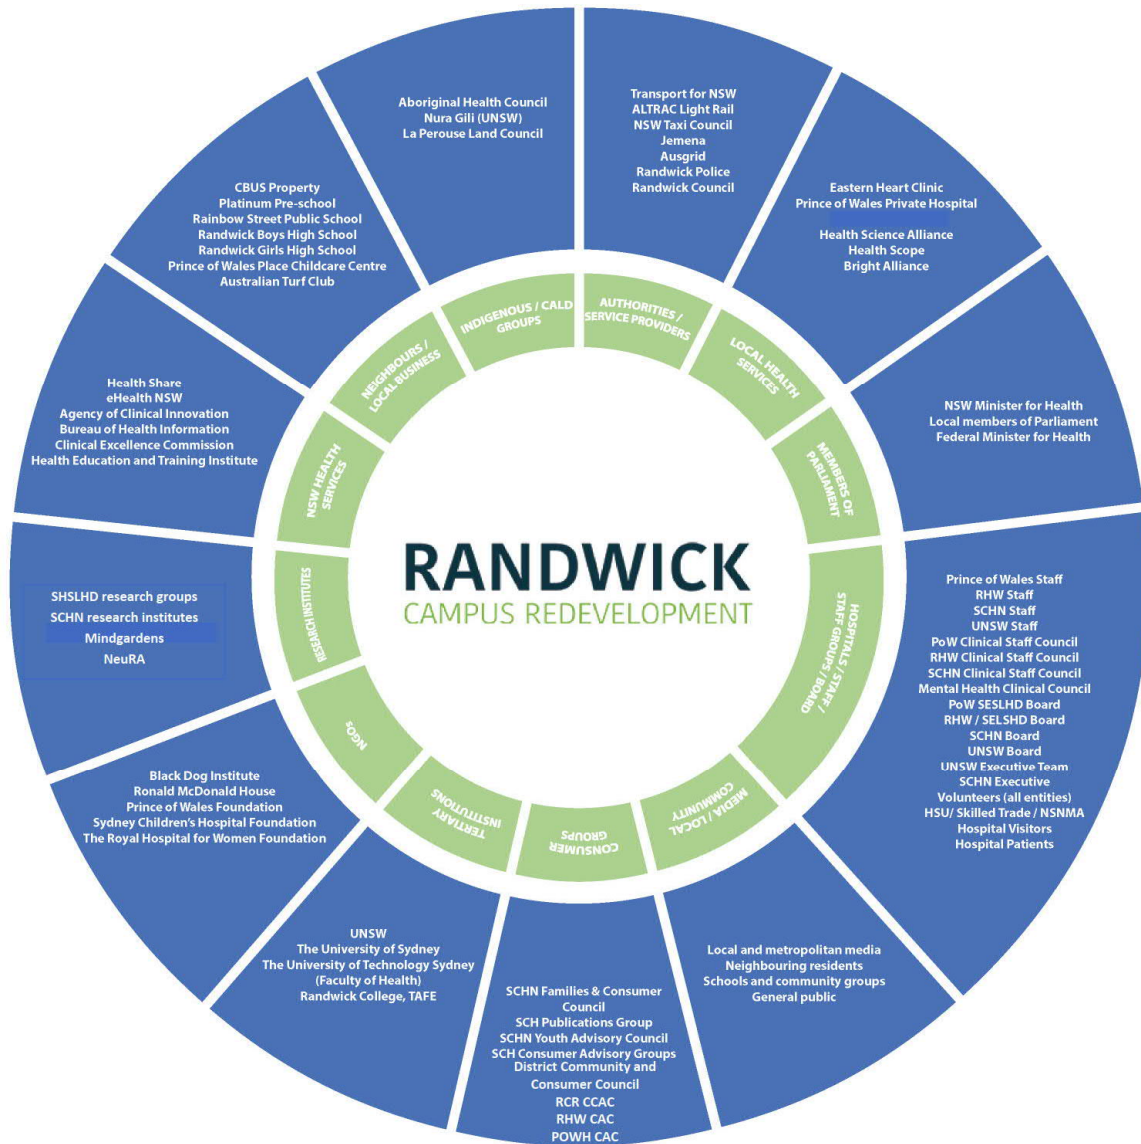 Aboriginal Health Council
Nura Gili (UNSW)
La Perouse Land Council
INDIGENOUS / CALD
GROUPS
Transport for NSW
ALTRAC Light Rail
NSW Taxi Council
Jemena
Ausgrid
Randwick Police
Randwick Council
AUTHORITIES /
SERVICE PROVIDERS
Eastern Heart Clinic
Prince of Wales Private Hospital
Health Science Alliance
Health Scope
Bright Alliance
LOCAL HEALTH
SERVICES
NSW Minister for Health
Local members of Parliament
Federal Minister for Health
MEMBERS OF
PARLIAMENT
Prince of Wales Staff
RHW Staff
SCHN Staff
UNSW Staff
PoW Clinical Staff Council
RHW Clinical Staff Council
SCHN Clinical Staff Council
Mental Health Clinical Council
PoW SESLHD Board
RHW / SELSHD Board
SCHN Board
UNSW Board
UNSW Executive Team
SCHN Executive
Volunteers (all entities)
HSU/ Skilled Trade / NSNMA
Hospital Visitors
Hospital Patients
HOSPITALS / STAFF /
STAFF GROUPS / BOARD
Local and metropolitan media
Neighbouring residents
Schools and community groups
General public
MEDIA / LOCAL
COMMUNITY
SCHN Families & Consumer
Council
SCH Publications Group
SCHN Youth Advisory Council
SCH Consumer Advisory Groups
District Community and
Consumer Council
RCR CCAC
RHW CAC
POWH CAC
CONSUMER
GROUPS
UNSW
The University of Sydney
The University of Technology Sydney
(Faculty of Health)
Randwick College, TAFE
TERTIARY
INSTITUTIONS
Black Dog Institute
Ronald McDonald House
Prince of Wales Foundation
Sydney Children's Hospital Foundation
The Royal Hospital for Women Foundation
NGOs
SHSLHD research groups
SCHN research institutes
Mindgardens
NeuRA
RESEARCH INSTITUTES
Health Share
eHealth NSW
Agency of Clinical Innovation
Bureau of Health Information
Clinical Excellence Commission
Health Education and Training Institute
NSW HEALTH
SERVICES
CBUS Property
Platinum Pre-school
Rainbow Street Public School
Randwick Boys High School
Randwick Girls High School
Prince of Wales Place Childcare Centre
Australian Turf Club
NEIGHBOURS /
LOCAL BUSINESS
RANDWICK
CAMPUS REDEVELOPMENT